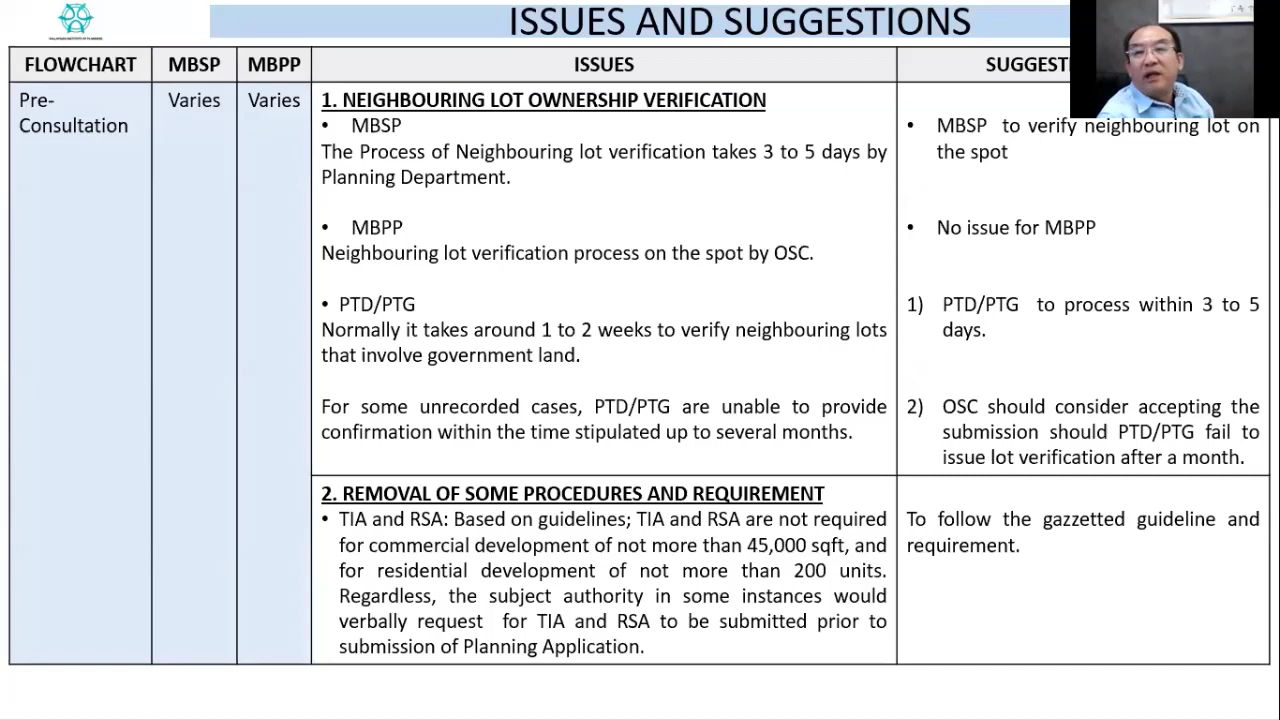 ISSUES AND SUGGESTIONS
FLOWCHART MBSP MBPP ISSUES
Pre-
Consultation
Varies
Varies
1. NEIGHBOURING LOT OWNERSHIP VERIFICATION
• MBSP
The Process of Neighbouring lot verification takes 3 to 5 days by
Planning Department.
• MBPP
Neighbouring lot verification process on the spot by OSC.
• PTD/PTG
Normally it takes around 1 to 2 weeks to verify neighbouring lots
that involve government land.
For some unrecorded cases, PTD/PTG are unable to provide
confirmation within the time stipulated up to several months.
• MBSP to verify neighbouring lot on
the spot
• No issue for MBPP
1) PTD/PTG to process within 3 to 5
days.
2) OSC should consider accepting the
submission should PTD/PTG fail to
issue lot verification after a month.
2. REMOVAL OF SOME PROCEDURES AND REQUIREMENT
• TIA and RSA: Based on guidelines; TIA and RSA are not required
for commercial development of not more than 45,000 sqft, and
for residential development of not more than 200 units.
Regardless, the subject authority in some instances would
verbally request for TIA and RSA to be submitted prior to
submission of Planning Application.
To follow the gazzetted guideline and
requirement.